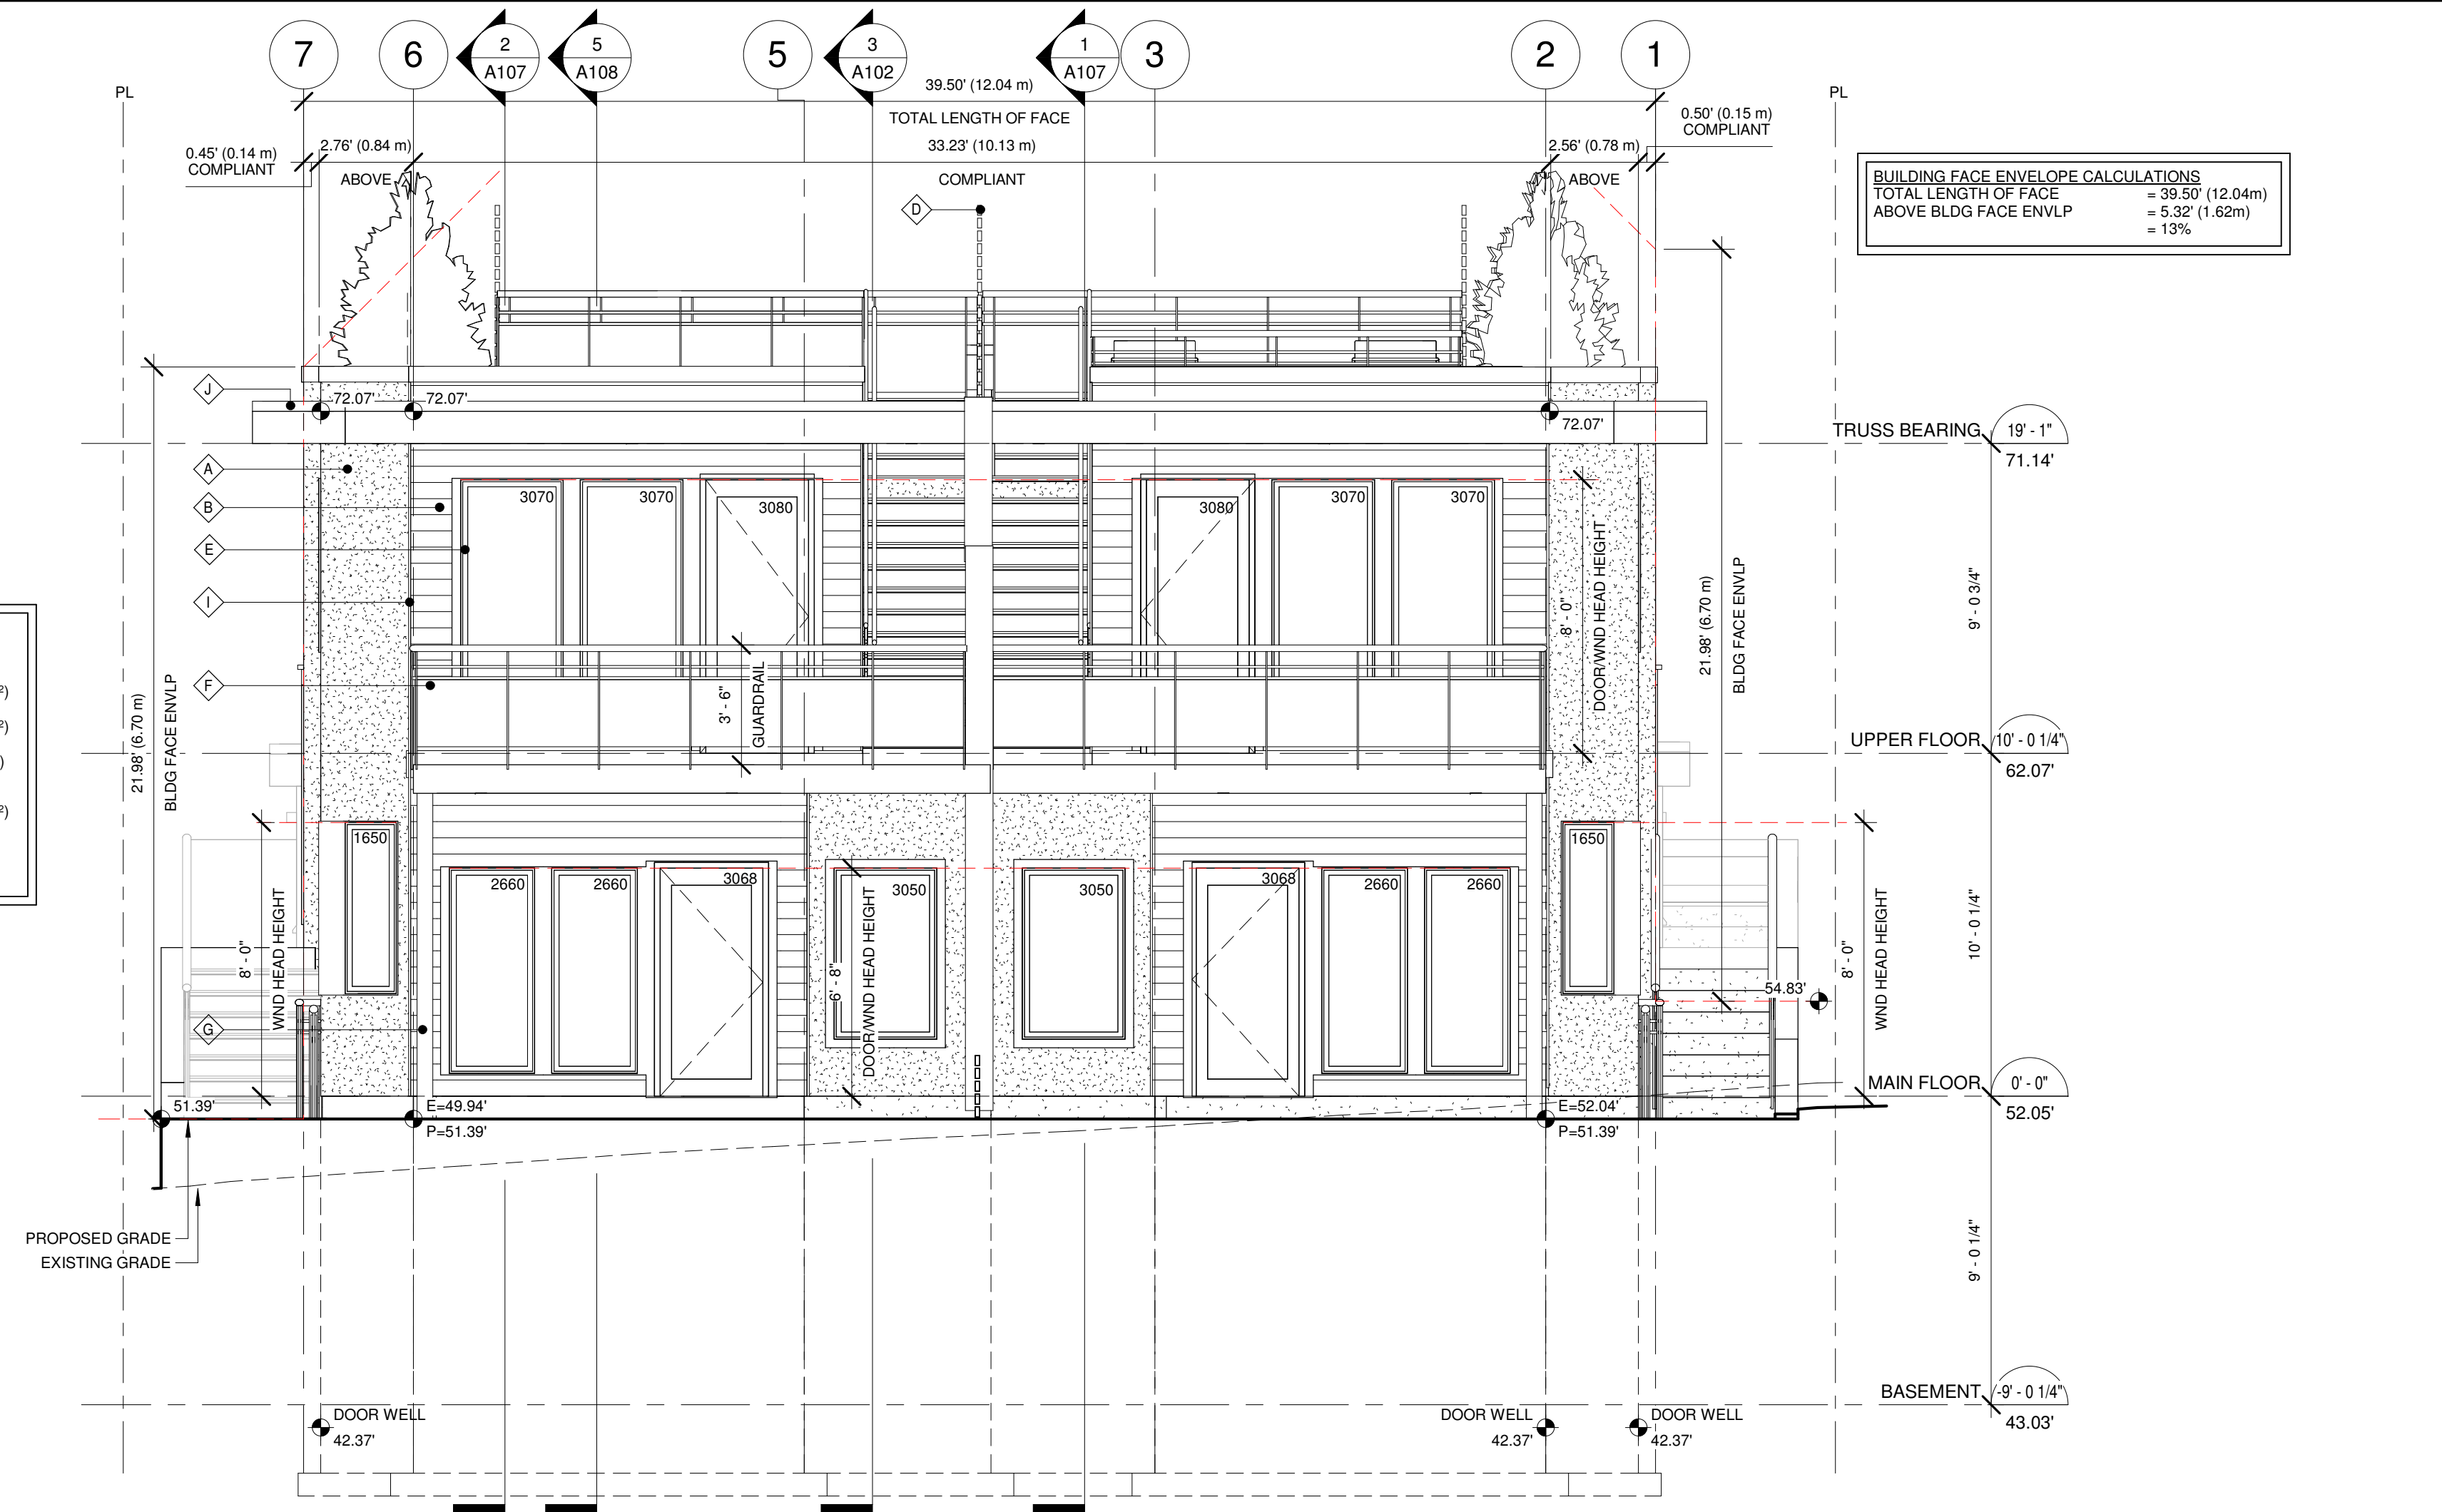 7
6
2
A107
5
A108
5
3
A102
1
A107
3
2
1
PL
PL
39.50' (12.04 m)
TOTAL LENGTH OF FACE
0.45' (0.14 m)
COMPLIANT
2.76' (0.84 m)
ABOVE
33.23' (10.13 m)
COMPLIANT
2.56' (0.78 m)
ABOVE
0.50' (0.15 m)
COMPLIANT
BUILDING FACE ENVELOPE CALCULATIONS
TOTAL LENGTH OF FACE = 39.50' (12.04m)
ABOVE BLDG FACE ENVLP = 5.32' (1.62m)
= 13%
D
J
72.07'
72.07'
72.07'
TRUSS BEARING
19' - 1"
71.14'
A
B
E
I
F
3070
3070
3080
3080
3070
3070
8' - 0"
DOOR/WND HEAD HEIGHT
21.98' (6.70 m)
BLDG FACE ENVLP
9' - 0 3/4"
3' - 6"
GUARDRAIL
21.98' (6.70 m)
BLDG FACE ENVLP
²)
²)
)
²)
UPPER FLOOR
10' - 0 1/4"
62.07'
1650
1650
2660
2660
3068
3050
3050
3068
2660
2660
8' - 0"
WND HEAD HEIGHT
6' - 8"
DOOR/WND HEAD HEIGHT
54.83'
8' - 0"
WND HEAD HEIGHT
10' - 0 1/4"
G
MAIN FLOOR
0' - 0"
52.05'
51.39'
E=49.94'
P=51.39'
E=52.04'
P=51.39'
PROPOSED GRADE
EXISTING GRADE
9' - 0 1/4"
BASEMENT
-9' - 0 1/4"
43.03'
DOOR WELL
42.37'
DOOR WELL
42.37'
DOOR WELL
42.37'